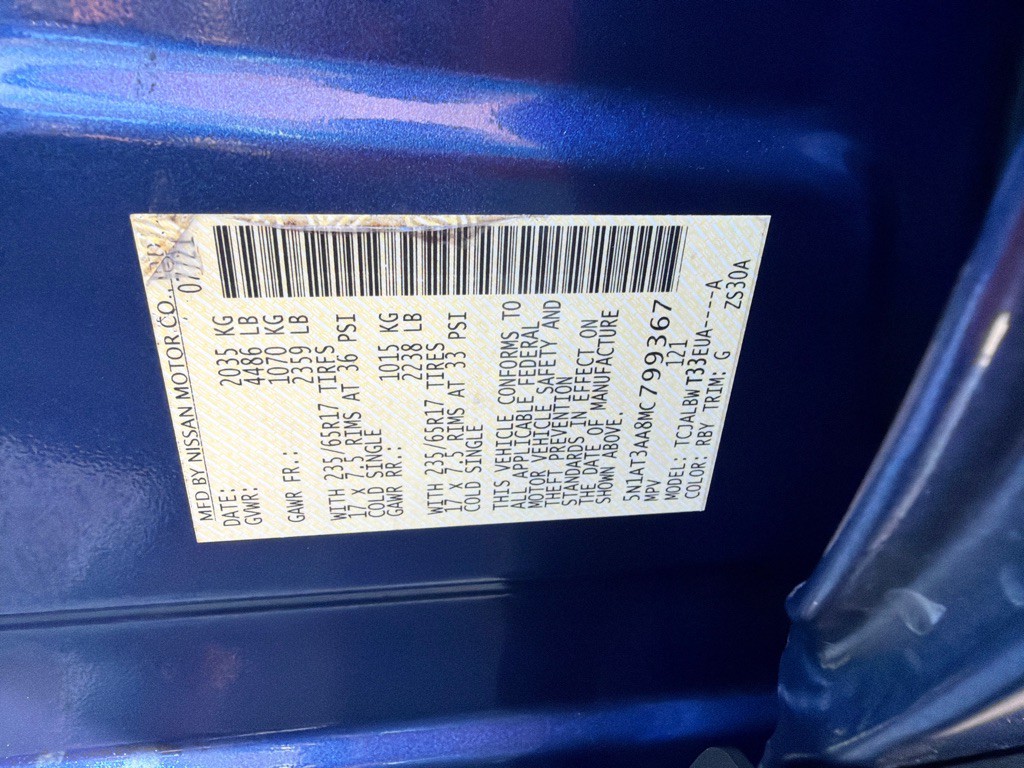 MFD BY NISSAN MOTOR CO.,
DATE: 07/21
GVWR: 2035 KG
4486 LB
GAWR FR.: 1070 KG
2359 LB
WITH 235/65R17 TIRES
17 X 7.5 RIMS AT 36 PSI
COLD SINGLE
GAWR RR.: 1015 KG
2238 LB
WITH 235/65R17 TIRES
17 X 7.5 RIMS AT 33 PSI
COLD SINGLE
THIS VEHICLE CONFORMS TO
ALL APPLICABLE FEDERAL
MOTOR VEHICLE SAFETY AND
THEFT PREVENTION
STANDARDS IN EFFECT ON
THE DATE OF MANUFACTURE
SHOWN ABOVE.
5N1AT3AA8MC799367
MPV 121
MODEL: TCJALBWT33EUA----A
COLOR: RBY TRIM: G ZS30A